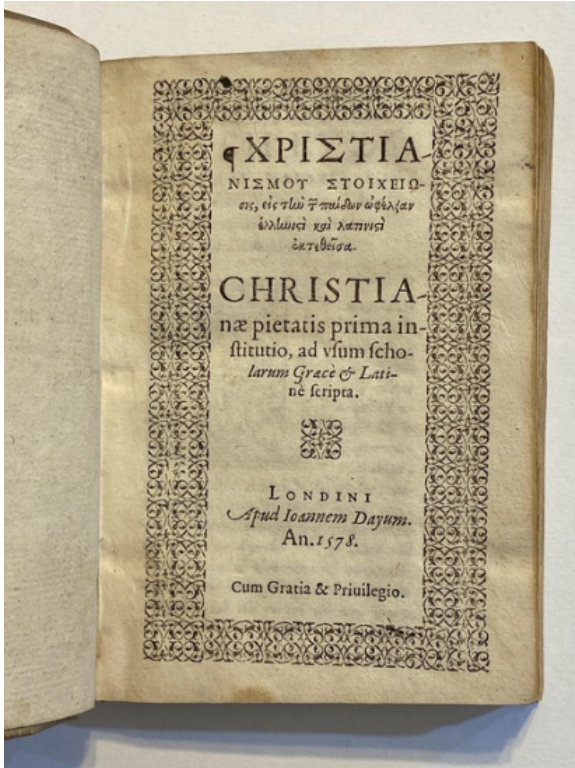 ¶ ΧΡΙΣΤΙΑ-
ΝΙΣΜΟΥ ΣΤΟΙΧΕΙΩ-
σις, εἰς τὴν τ̃ παίδων ὠφέλειαν
ἑλληνιστὶ καὶ λατινιστὶ
ἐκτεθεῖσα.
CHRISTIA-
næ pietatis prima in-
ſtitutio, ad vſum ſcho-
larum Græcè & Lati-
nè ſcripta.
LONDINI
Apud Ioannem Dayum.
An. 1578.
Cum Gratia & Priuilegio.